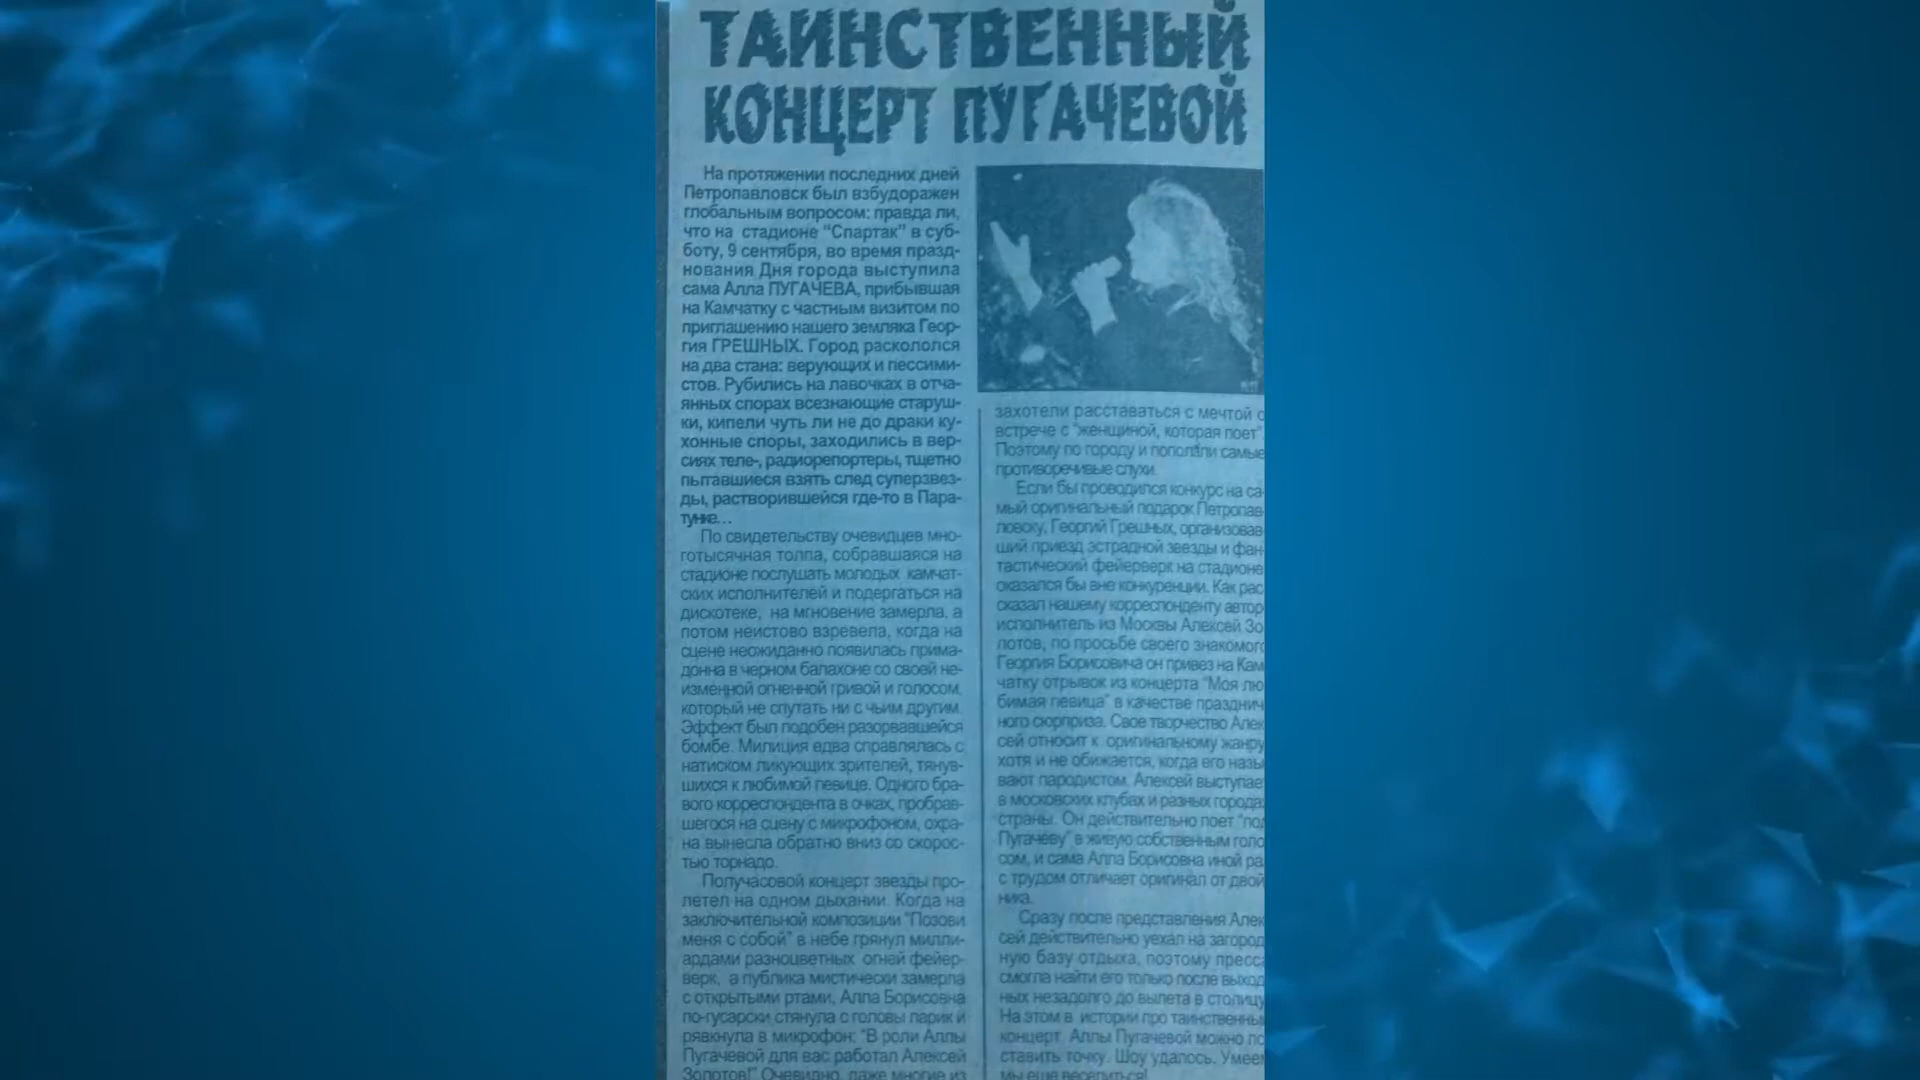 ТАИНСТВЕННЫЙ
КОНЦЕРТ ПУГАЧЕВОЙ
На протяжении последних дней
Петропавловск был взбудоражен
глобальным вопросом: правда ли,
что на стадионе "Спартак" в суб-
боту, 9 сентября, во время празд-
нования Дня города выступила
сама Алла ПУГАЧЕВА, прибывшая
на Камчатку с частным визитом по
приглашению нашего земляка Геор-
гия ГРЕШНЫХ. Город раскололся
на два стана: верующих и пессими-
стов. Рубились на лавочках в отча-
янных спорах всезнающие старуш-
ки, кипели чуть ли не до драки ку-
хонные споры, заходились в вер-
сиях теле-, радиорепортеры, тщетно
пытавшиеся взять след суперзвез-
ды, растворившейся где-то в Пара-
тунке...
По свидетельству очевидцев мно-
готысячная толпа, собравшаяся на
стадионе послушать молодых камчат-
ских исполнителей и подергаться на
дискотеке, на мгновение замерла, а
потом неистово взревела, когда на
сцене неожиданно появилась прима-
донна в черном балахоне со своей не-
изменной огненной гривой и голосом,
который не спутать ни с чьим другим.
Эффект был подобен разорвавшейся
бомбе. Милиция едва справлялась с
натиском ликующих зрителей, тянув-
шихся к любимой певице. Одного бра-
вого корреспондента в очках, пробрав-
шегося на сцену с микрофоном, охра-
на вынесла обратно вниз со скорос-
тью торнадо.
Получасовой концерт звезды про-
летел на одном дыхании. Когда на
заключительной композиции "Позови
меня с собой" в небе грянул милли-
ардами разноцветных огней фейер-
верк, а публика мистически замерла
с открытыми ртами, Алла Борисовна
по-гусарски стянула с головы парик и
рявкнула в микрофон: "В роли Аллы
Пугачевой для вас работал Алексей
Золотов!" Очевидно, даже многие из
захотели расставаться с мечтой о
встрече с "женщиной, которая поет".
Поэтому по городу и поползли самые
противоречивые слухи.
Если бы проводился конкурс на са-
мый оригинальный подарок Петропав-
ловску, Георгий Грешных, организовав-
ший приезд эстрадной звезды и фан-
тастический фейерверк на стадионе
оказался бы вне конкуренции. Как рас
сказал нашему корреспонденту автор
исполнитель из Москвы Алексей Зо
лотов, по просьбе своего знакомого
Георгия Борисовича он привез на Кам
чатку отрывок из концерта "Моя лю
бимая певица" в качестве празднич
ного сюрприза. Свое творчество Алек
сей относит к оригинальному жанру
хотя и не обижается, когда его назы
вают пародистом. Алексей выступает
в московских клубах и разных городах
страны. Он действительно поет "под
Пугачеву" в живую собственным голо
сом, и сама Алла Борисовна иной ра
с трудом отличает оригинал от двой
ника.
Сразу после представления Алек
сей действительно уехал на загород
ную базу отдыха, поэтому пресса
смогла найти его только после выход
ных незадолго до вылета в столицу
На этом в истории про таинственны
концерт Аллы Пугачевой можно по
ставить точку. Шоу удалось. Умеем
мы еще веселиться!